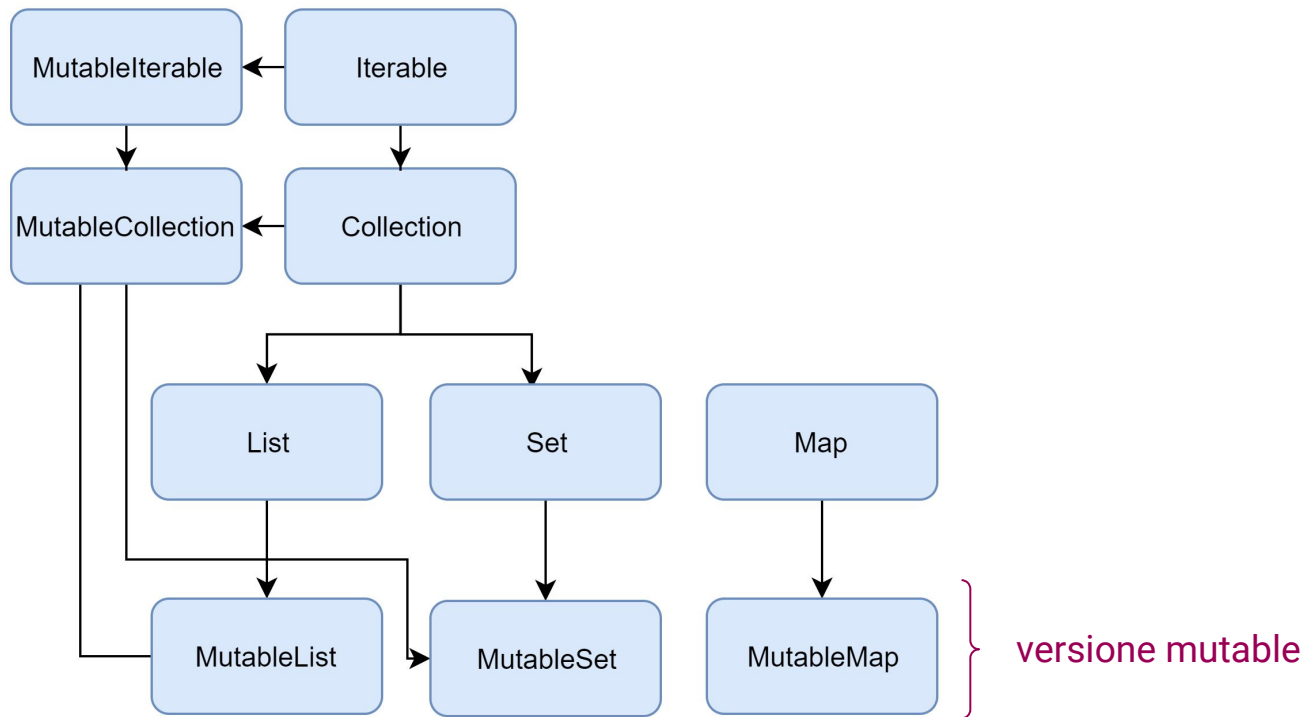 MutableIterable
Iterable
MutableCollection
Collection
List
Set
Map
MutableList
MutableSet
MutableMap
versione mutable